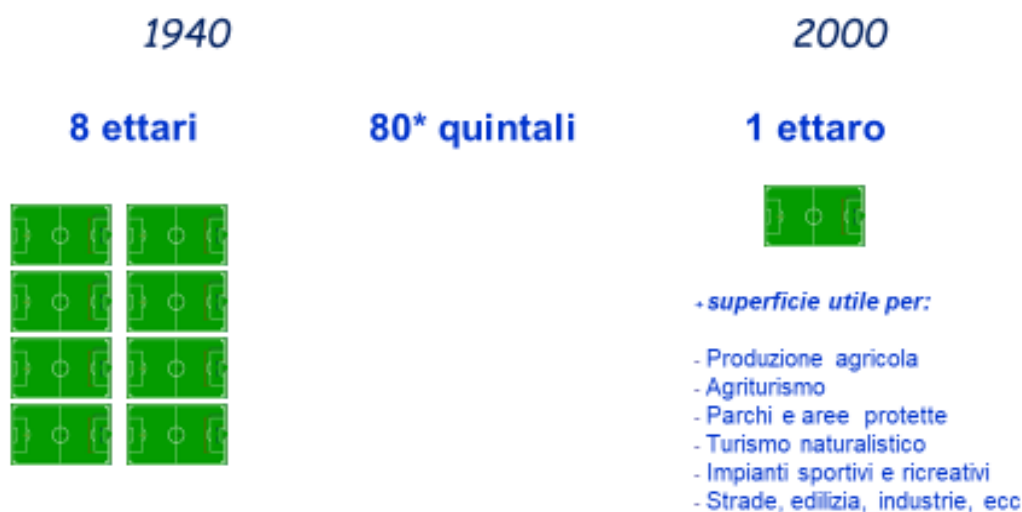 1940
2000
8 ettari
80* quintali
1 ettaro
+ superficie utile per:
- Produzione agricola
- Agriturismo
- Parchi e aree protette
- Turismo naturalistico
- Impianti sportivi e ricreativi
- Strade, edilizia, industrie, ecc